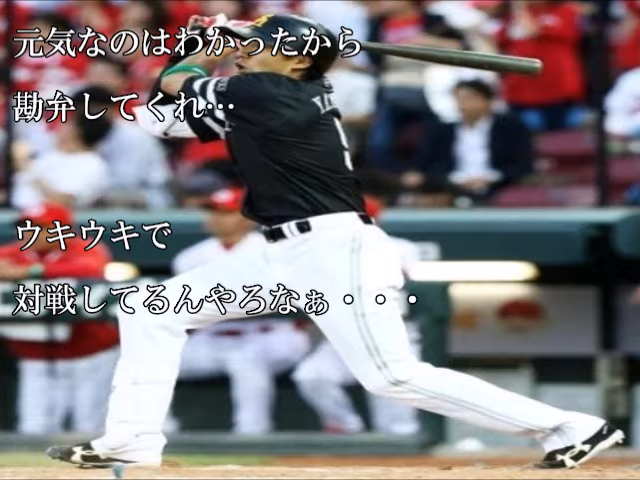 元気なのはわかったから
勘弁してくれ…
ウキウキで
対戦してるんやろなぁ・・・